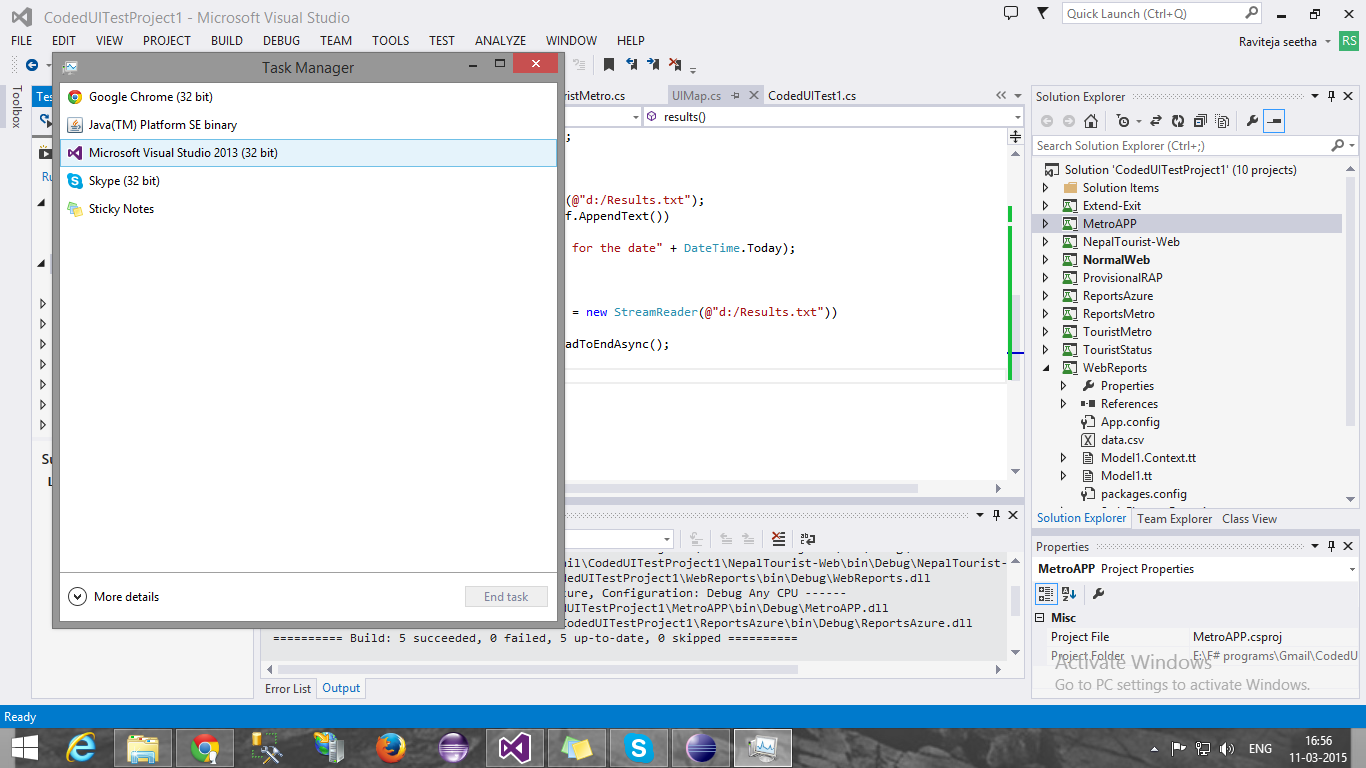 CodedUITestProject1 - Microsoft Visual Studio
Quick Launch (Ctrl+Q)
FILE EDIT VIEW PROJECT BUILD DEBUG TEAM TOOLS TEST ANALYZE WINDOW HELP
Raviteja seetha RS
Toolbox
Task Manager
Google Chrome (32 bit)
Java(TM) Platform SE binary
Microsoft Visual Studio 2013 (32 bit)
Skype (32 bit)
Sticky Notes
More details
End task
ristMetro.cs UIMap.cs CodedUITest1.cs
results()
;
(@"d:/Results.txt");
f.AppendText())
for the date" + DateTime.Today);
= new StreamReader(@"d:/Results.txt"))
adToEndAsync();
ail\CodedUITestProject1\NepalTourist-Web\bin\Debug\NepalTourist-
dedUITestProject1\WebReports\bin\Debug\WebReports.dll
ure, Configuration: Debug Any CPU ------
dUITestProject1\MetroAPP\bin\Debug\MetroAPP.dll
CodedUITestProject1\ReportsAzure\bin\Debug\ReportsAzure.dll
========== Build: 5 succeeded, 0 failed, 5 up-to-date, 0 skipped ==========
Error List Output
Solution Explorer
Search Solution Explorer (Ctrl+;)
Solution 'CodedUITestProject1' (10 projects)
Solution Items
Extend-Exit
MetroAPP
NepalTourist-Web
NormalWeb
ProvisionalRAP
ReportsAzure
ReportsMetro
TouristMetro
TouristStatus
WebReports
Properties
References
App.config
data.csv
Model1.Context.tt
Model1.tt
packages.config
Solution Explorer Team Explorer Class View
Properties
MetroAPP Project Properties
Misc
Project File MetroAPP.csproj
Project Folder E:\F# programs\Gmail\CodedU
Activate Windows
Go to PC settings to activate Windows.
Ready
ENG
16:56
11-03-2015